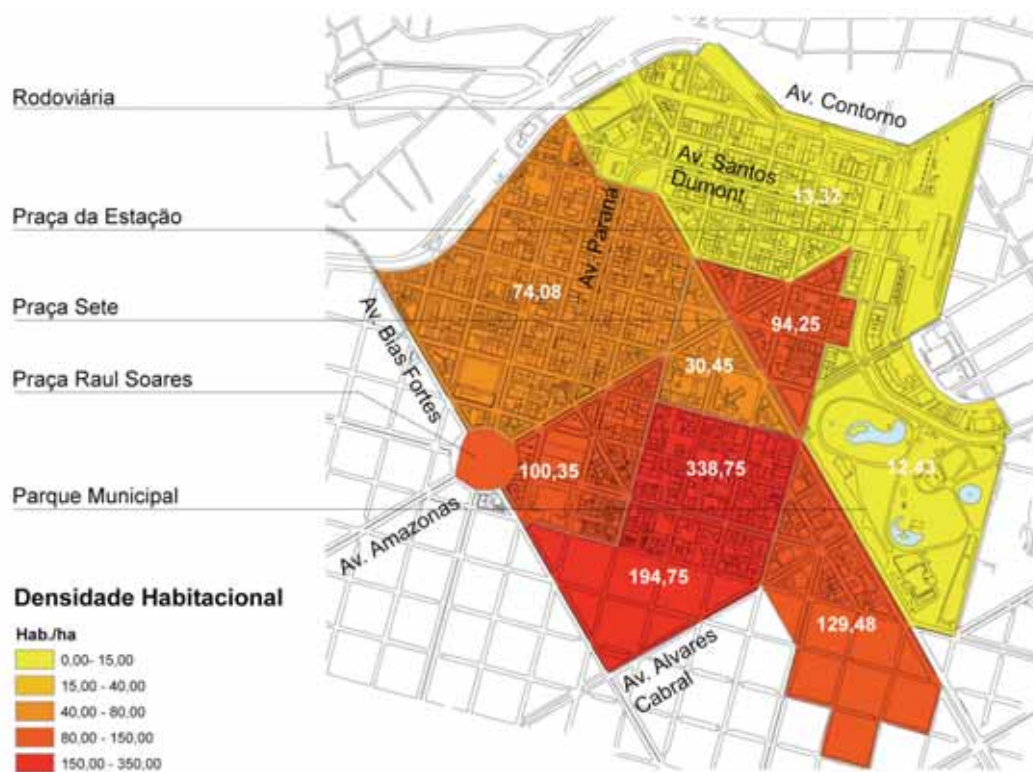 Rodoviária
Praça da Estação
Praça Sete
Praça Raul Soares
Parque Municipal
Av. Contorno
Av. Santos
Dumont
13,32
Av. Paraná
74,08
94,25
30,45
Av. Bias Fortes
100,35
338,75
12,43
Av. Amazonas
194,75
129,48
Av. Alvares
Cabral
Densidade Habitacional
Hab./ha
0,00- 15,00
15,00 - 40,00
40,00 - 80,00
80,00 - 150,00
150,00 - 350,00